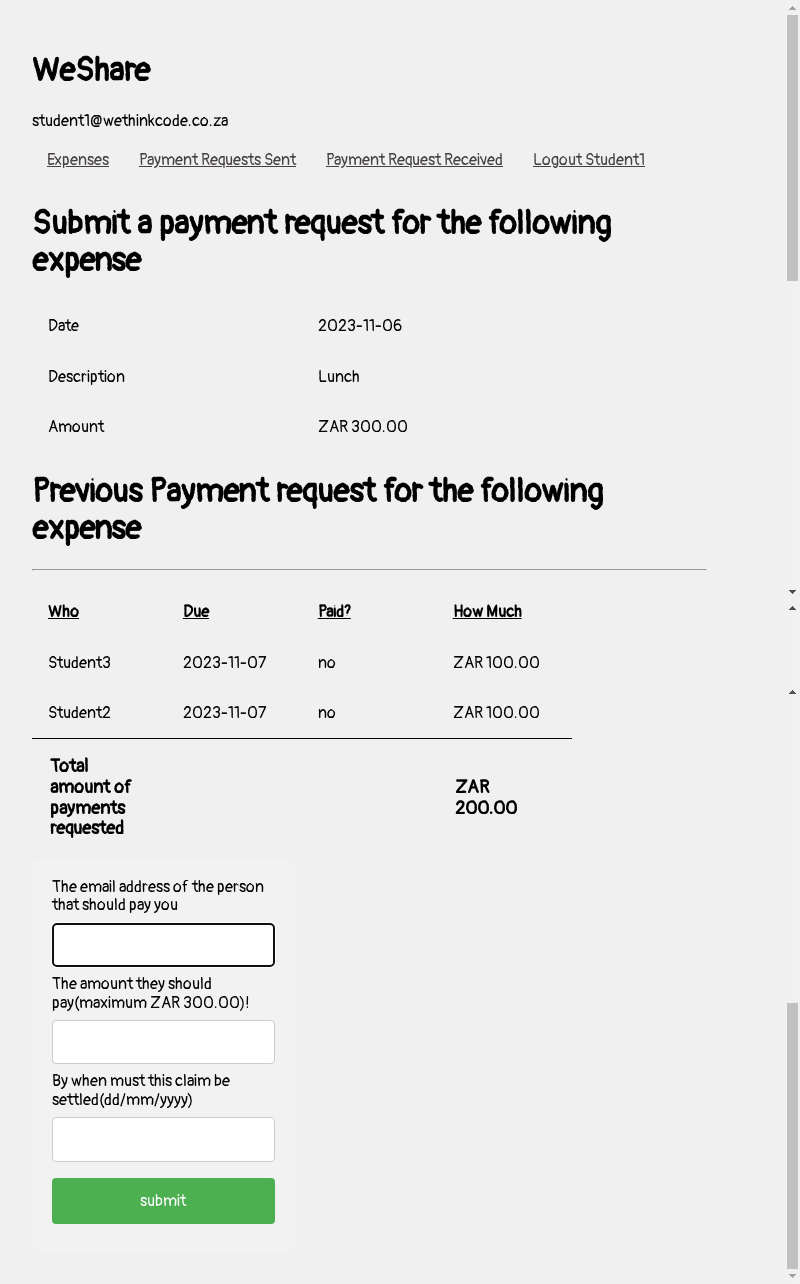 WeShare
student1@wethinkcode.co.za
Expenses Payment Requests Sent Payment Request Received Logout Student1
Submit a payment request for the following
expense
Date 2023-11-06
Description Lunch
Amount ZAR 300.00
Previous Payment request for the following
expense
Who Due Paid? How Much
Student3 2023-11-07 no ZAR 100.00
Student2 2023-11-07 no ZAR 100.00
Total
amount of
payments
requested
ZAR
200.00
The email address of the person
that should pay you
The amount they should
pay(maximum ZAR 300.00)!
By when must this claim be
settled(dd/mm/yyyy)
submit